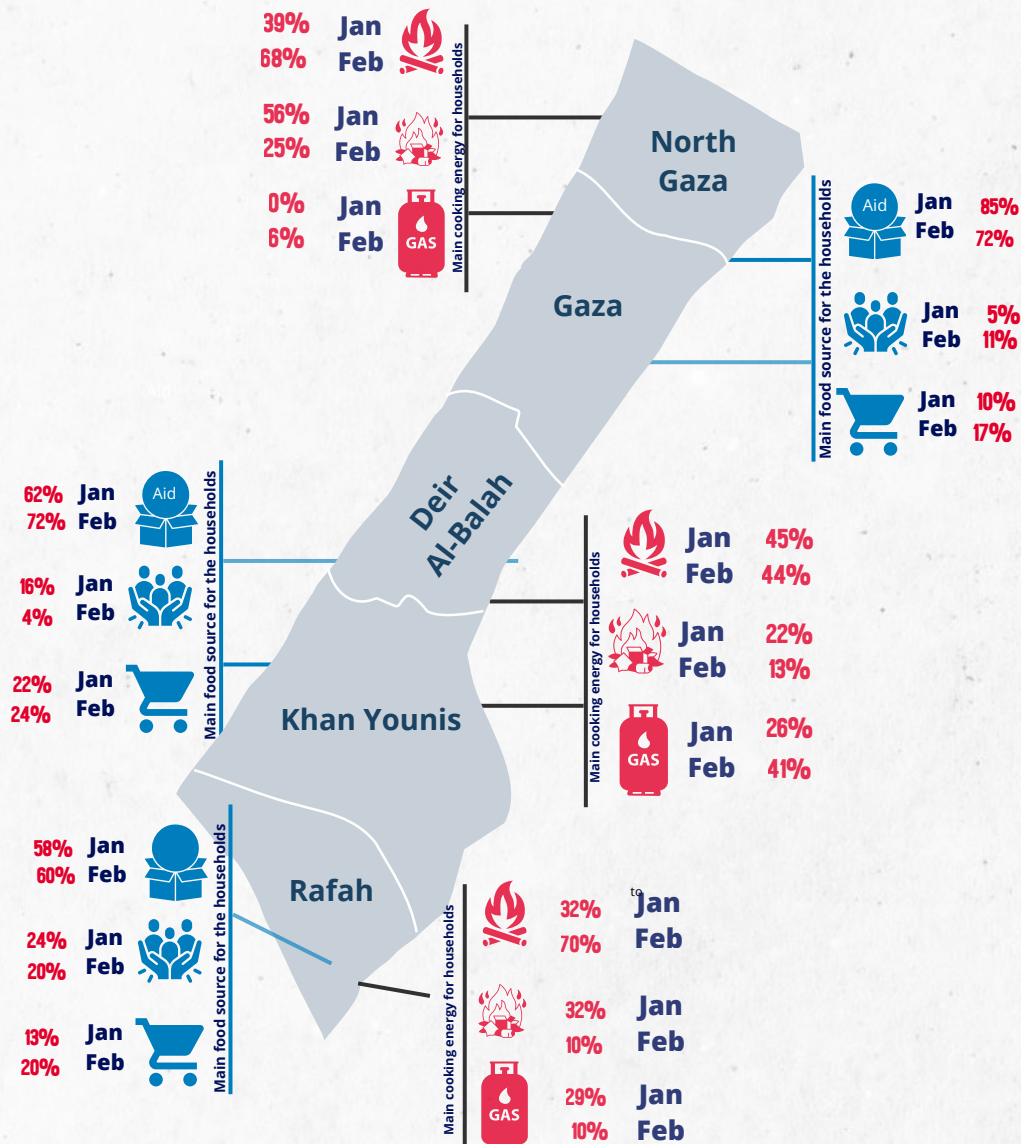 39% Jan
68% Feb
56% Jan
25% Feb
0% Jan
6% Feb
GAS
Main cooking energy for households
North
Gaza
Gaza
Deir
Al-Balah
Khan Younis
Rafah
Main food source for the households
Aid
Jan 85%
Feb 72%
Jan 5%
Feb 11%
Jan 10%
Feb 17%
62% Jan
72% Feb
Aid
16% Jan
4% Feb
22% Jan
24% Feb
Main food source for the households
Main cooking energy for households
Jan 45%
Feb 44%
Jan 22%
Feb 13%
GAS
Jan 26%
Feb 41%
58% Jan
60% Feb
24% Jan
20% Feb
13% Jan
20% Feb
Main food source for the households
Main cooking energy for households
to
32% Jan
70% Feb
32% Jan
10% Feb
GAS
29% Jan
10% Feb